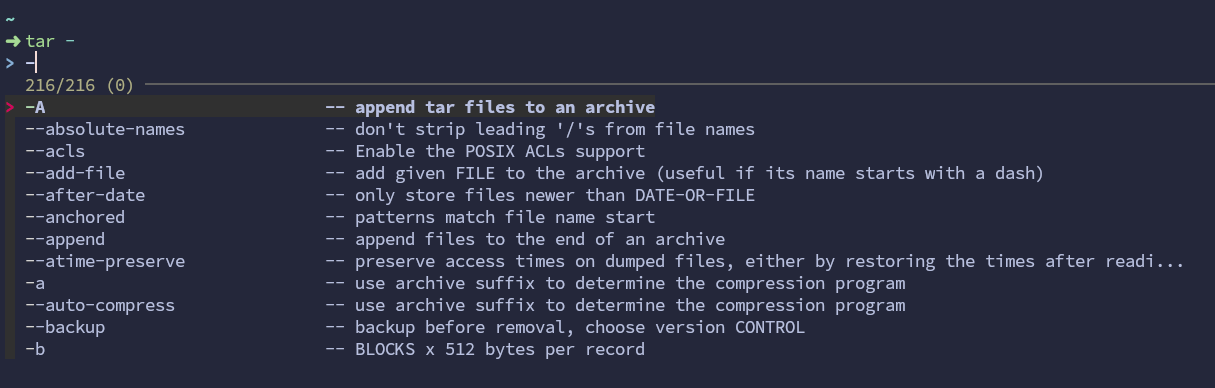 ~
➜ tar -
> -
216/216 (0)
> -A -- append tar files to an archive
--absolute-names -- don't strip leading '/'s from file names
--acls -- Enable the POSIX ACLs support
--add-file -- add given FILE to the archive (useful if its name starts with a dash)
--after-date -- only store files newer than DATE-OR-FILE
--anchored -- patterns match file name start
--append -- append files to the end of an archive
--atime-preserve -- preserve access times on dumped files, either by restoring the times after readi...
-a -- use archive suffix to determine the compression program
--auto-compress -- use archive suffix to determine the compression program
--backup -- backup before removal, choose version CONTROL
-b -- BLOCKS x 512 bytes per record